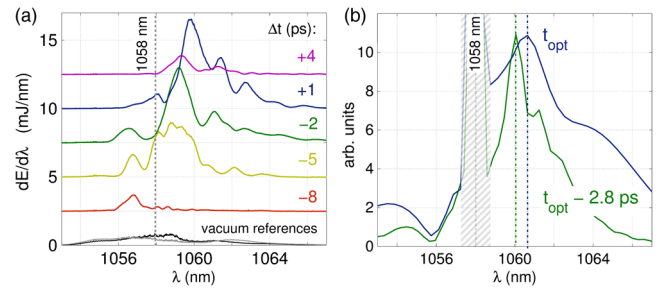 (a)
Δt (ps):
1058 nm
+4
+1
−2
−5
−8
vacuum references
dE/dλ (mJ/nm)
15
10
5
0
1056
1060
1064
λ (nm)
(b)
t_opt
1058 nm
t_opt − 2.8 ps
arb. units
10
8
6
4
2
0
1056
1060
1064
λ (nm)